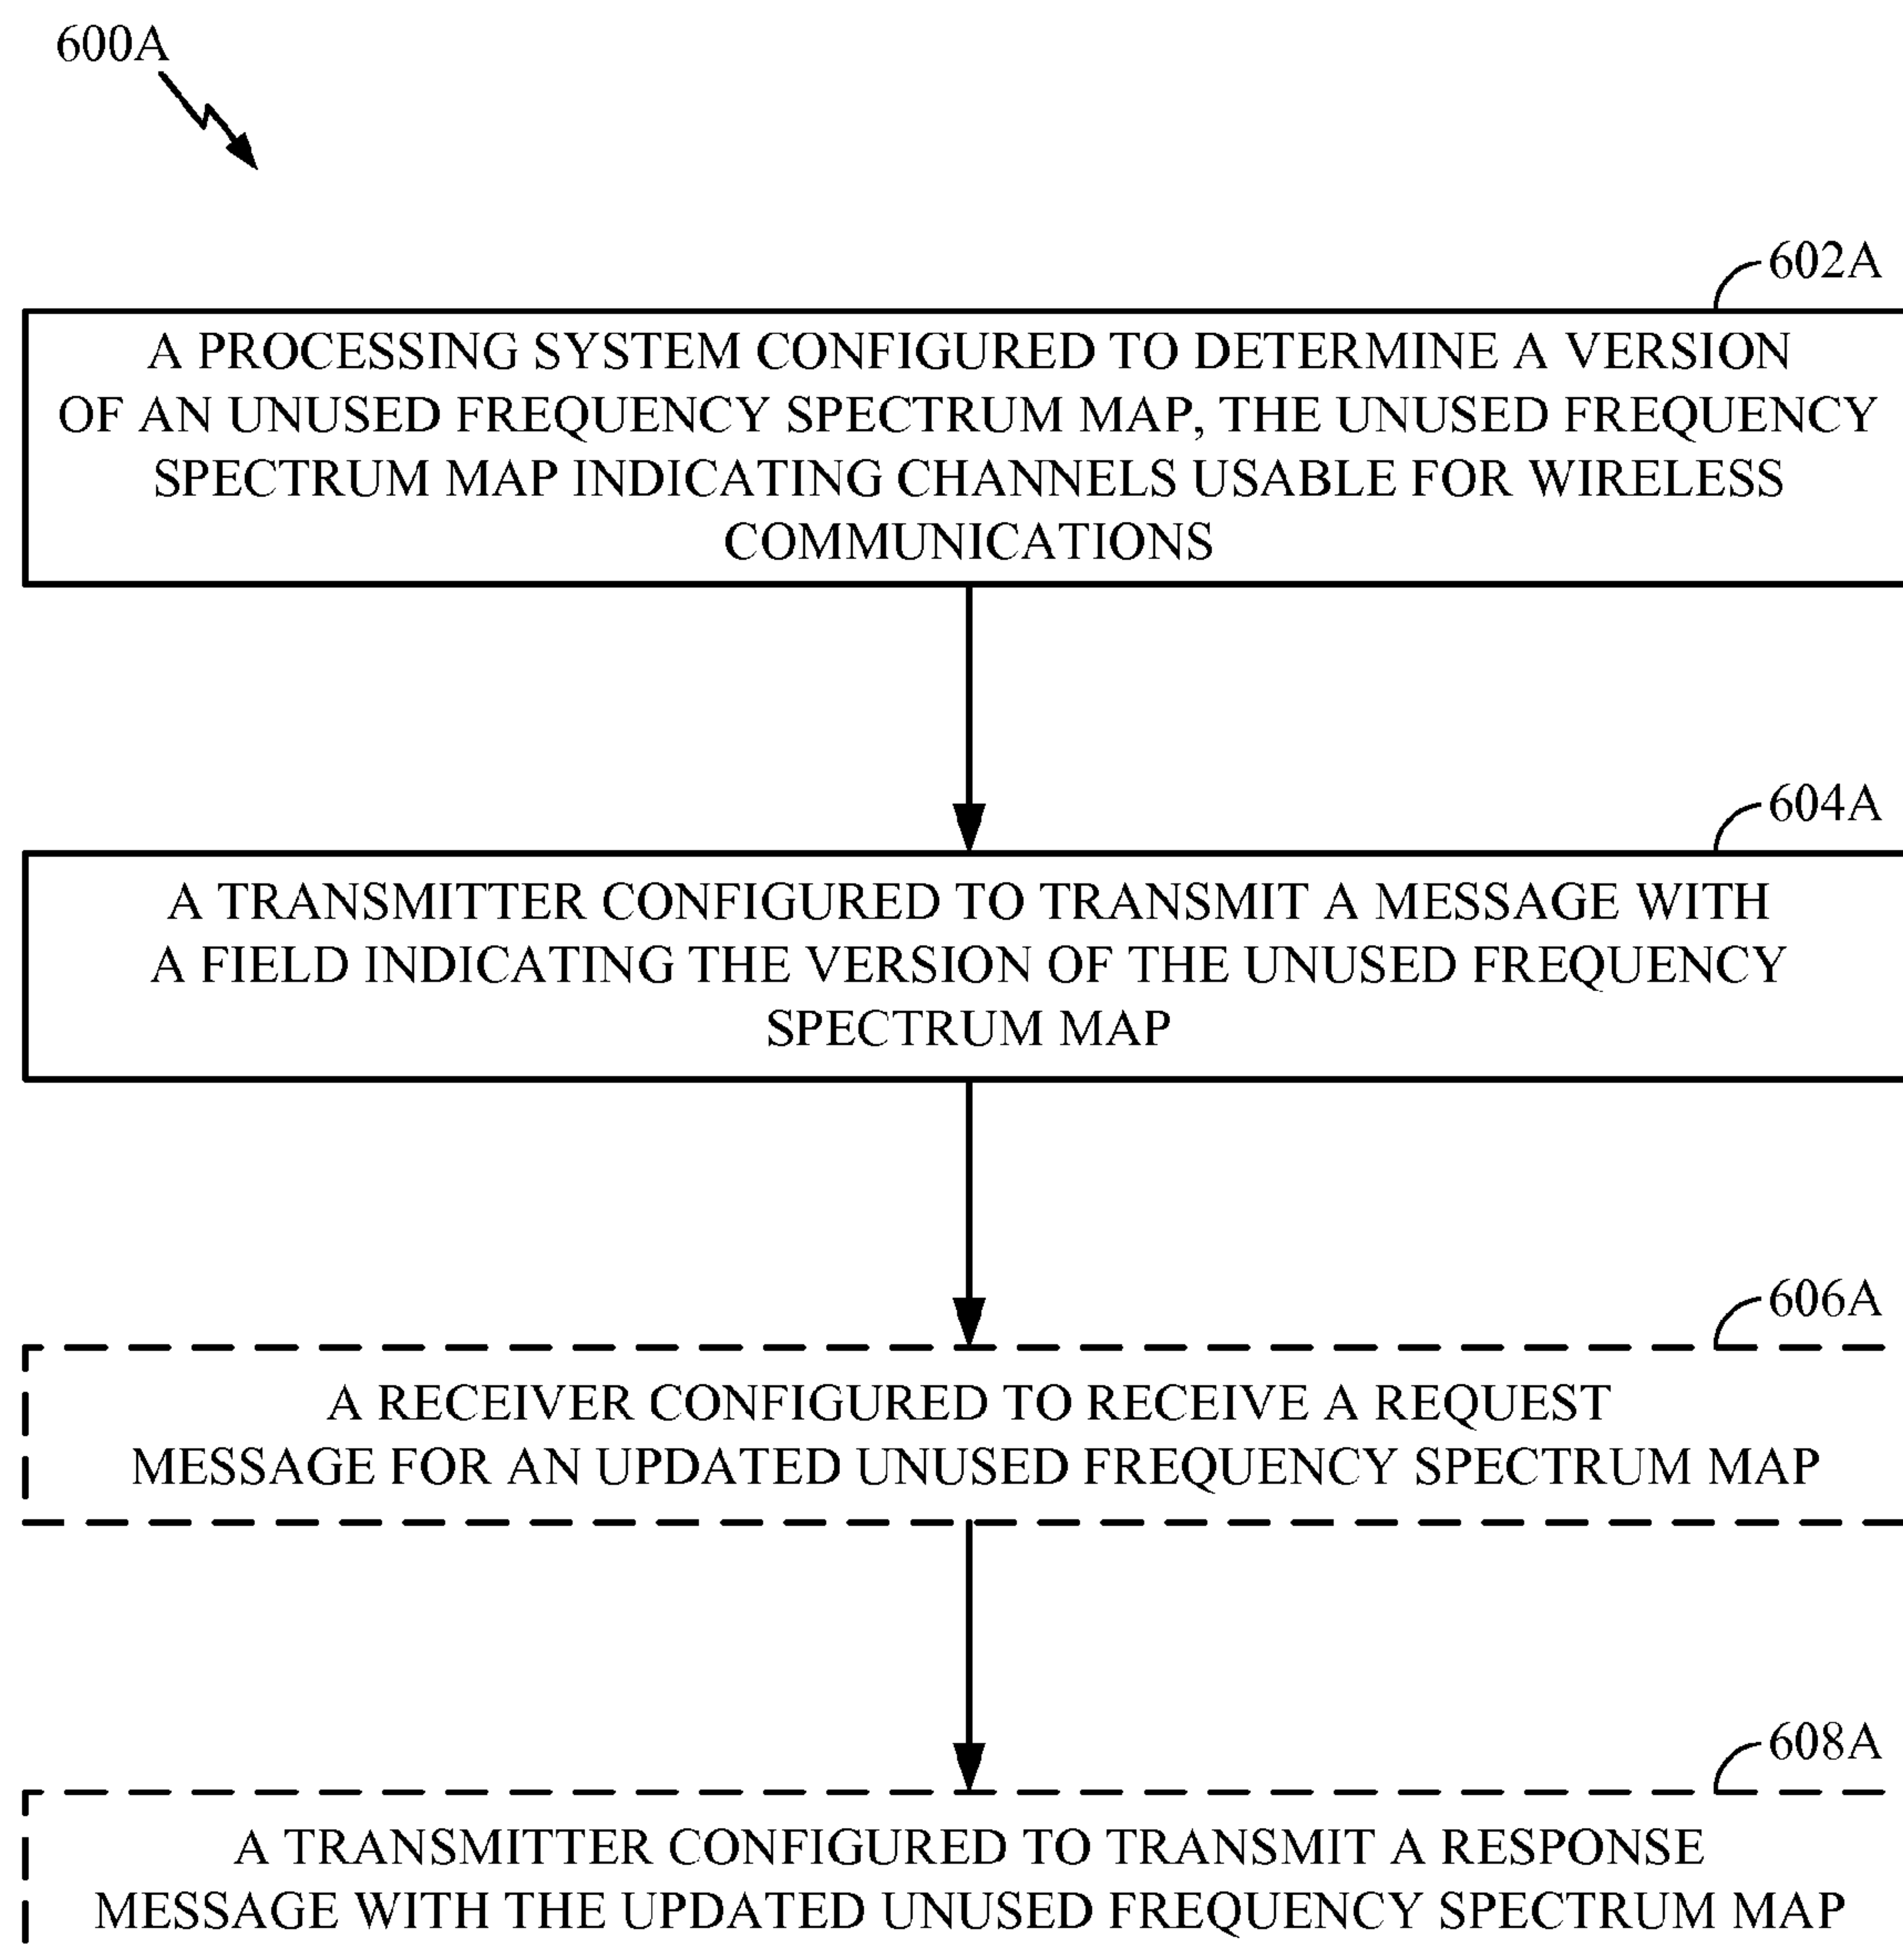 600A
602A
A PROCESSING SYSTEM CONFIGURED TO DETERMINE A VERSION
OF AN UNUSED FREQUENCY SPECTRUM MAP, THE UNUSED FREQUENCY
SPECTRUM MAP INDICATING CHANNELS USABLE FOR WIRELESS
COMMUNICATIONS
604A
A TRANSMITTER CONFIGURED TO TRANSMIT A MESSAGE WITH
A FIELD INDICATING THE VERSION OF THE UNUSED FREQUENCY
SPECTRUM MAP
606A
A RECEIVER CONFIGURED TO RECEIVE A REQUEST
MESSAGE FOR AN UPDATED UNUSED FREQUENCY SPECTRUM MAP
608A
A TRANSMITTER CONFIGURED TO TRANSMIT A RESPONSE
MESSAGE WITH THE UPDATED UNUSED FREQUENCY SPECTRUM MAP